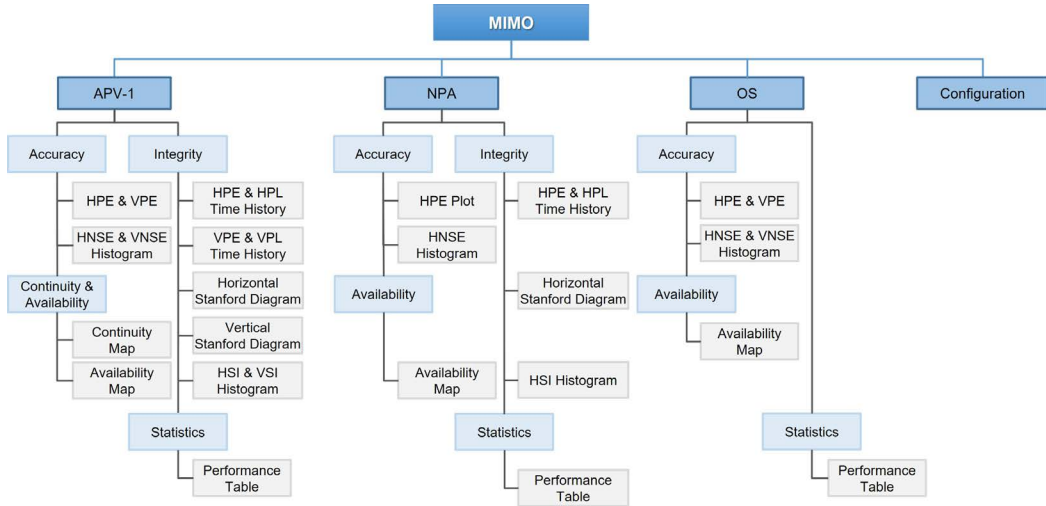 MIMO
APV-1
NPA
OS
Configuration
Accuracy
Integrity
HPE & VPE
HPE & HPL
Time History
HNSE & VNSE
Histogram
VPE & VPL
Time History
Continuity &
Availability
Horizontal
Stanford Diagram
Continuity
Map
Vertical
Stanford Diagram
Availability
Map
HSI & VSI
Histogram
Statistics
Performance
Table
Accuracy
Integrity
HPE Plot
HPE & HPL
Time History
HNSE
Histogram
Availability
Horizontal
Stanford Diagram
Availability
Map
HSI Histogram
Statistics
Performance
Table
Accuracy
HPE & VPE
HNSE & VNSE
Histogram
Availability
Availability
Map
Statistics
Performance
Table